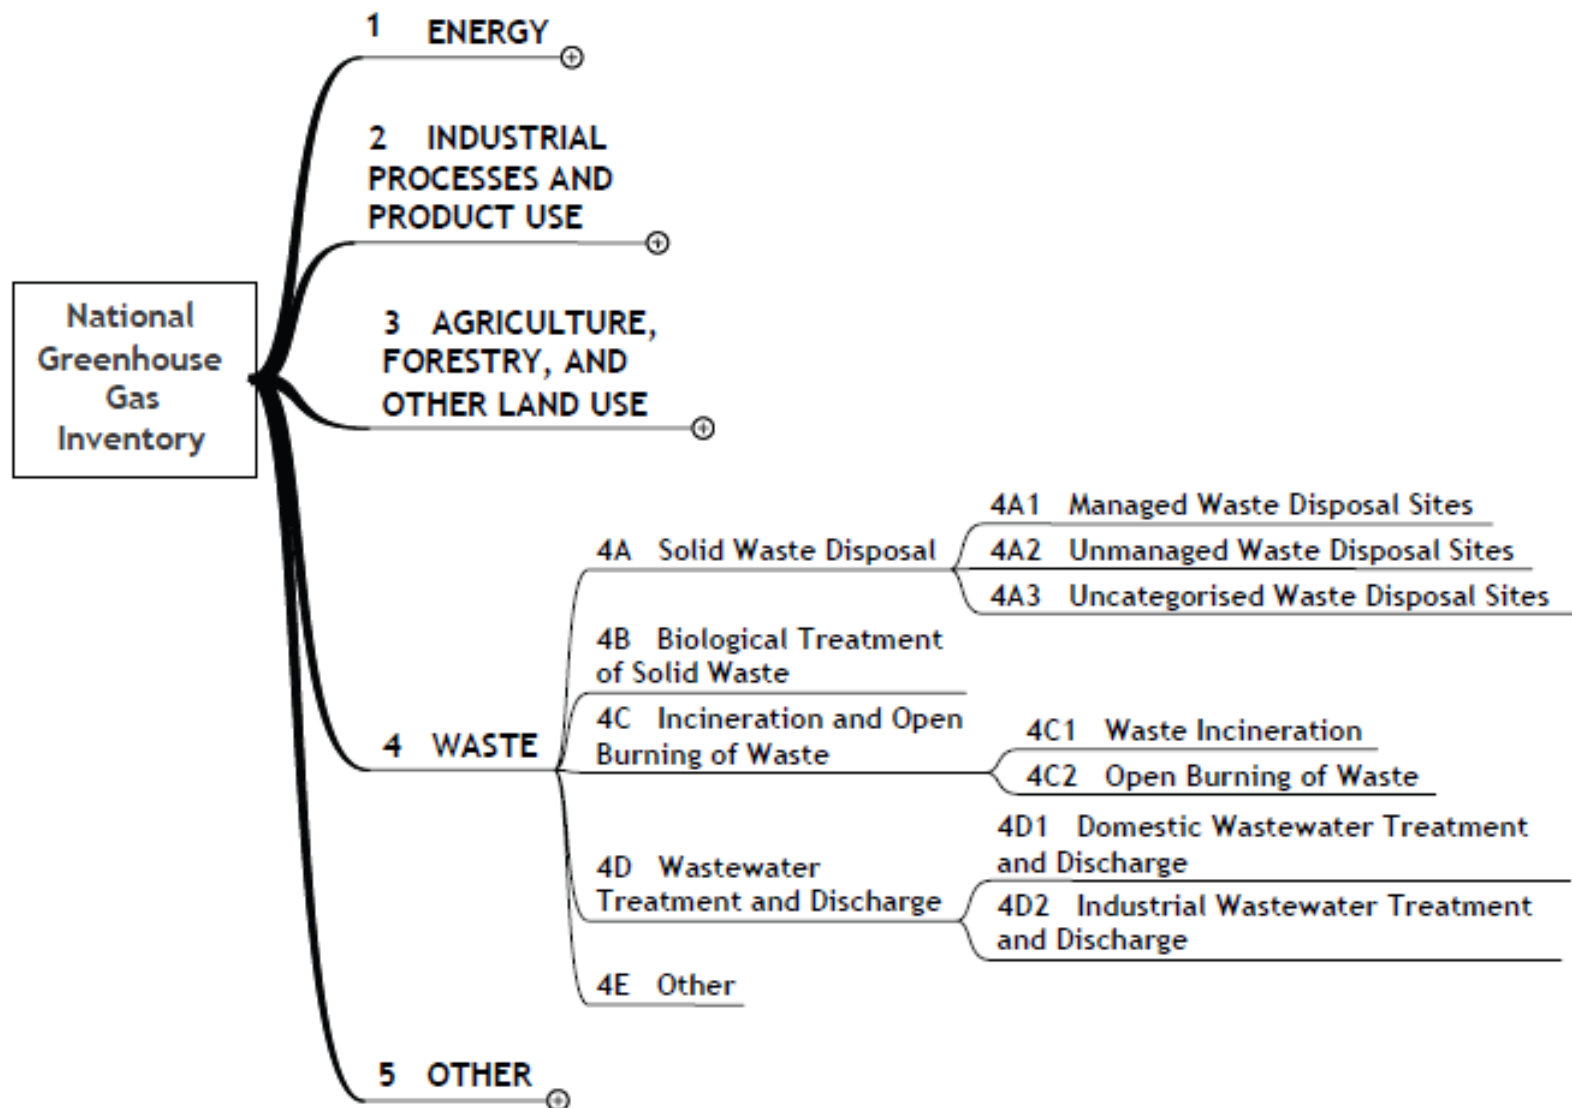 National
Greenhouse
Gas
Inventory
1 ENERGY
2 INDUSTRIAL
PROCESSES AND
PRODUCT USE
3 AGRICULTURE,
FORESTRY, AND
OTHER LAND USE
4 WASTE
4A Solid Waste Disposal
4A1 Managed Waste Disposal Sites
4A2 Unmanaged Waste Disposal Sites
4A3 Uncategorised Waste Disposal Sites
4B Biological Treatment
of Solid Waste
4C Incineration and Open
Burning of Waste
4C1 Waste Incineration
4C2 Open Burning of Waste
4D Wastewater
Treatment and Discharge
4D1 Domestic Wastewater Treatment
and Discharge
4D2 Industrial Wastewater Treatment
and Discharge
4E Other
5 OTHER